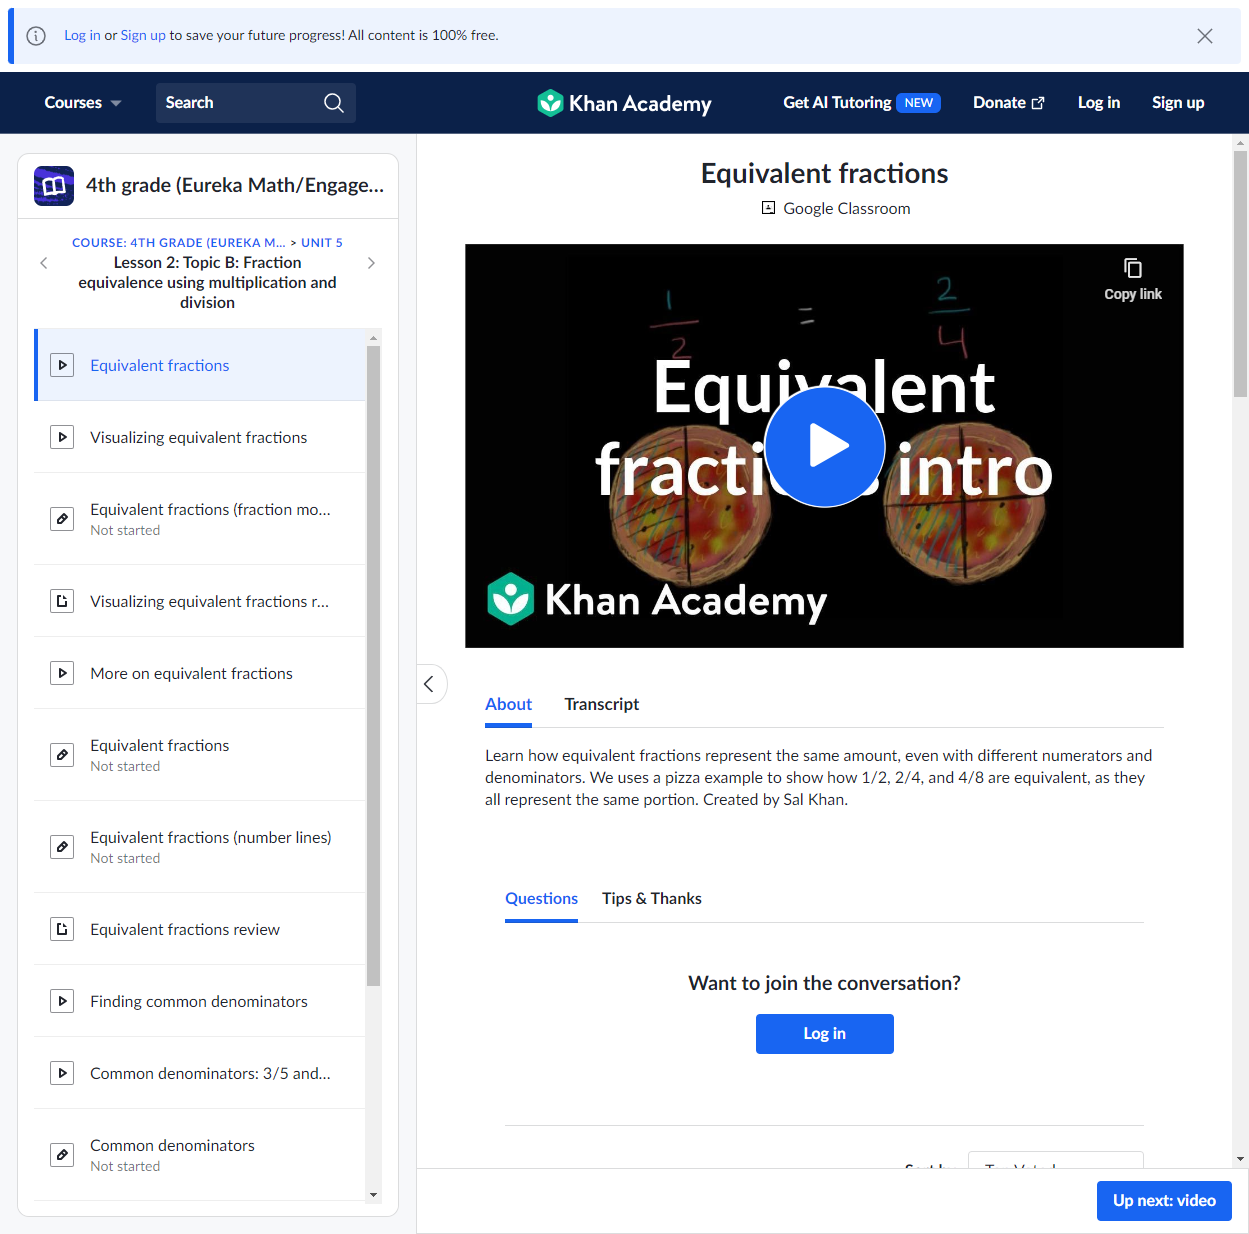 Log in or Sign up to save your future progress! All content is 100% free.
Courses
Search
Khan Academy
Get AI Tutoring NEW
Donate
Log in
Sign up
4th grade (Eureka Math/Engage...
COURSE: 4TH GRADE (EUREKA M... > UNIT 5
Lesson 2: Topic B: Fraction
equivalence using multiplication and
division
Equivalent fractions
Visualizing equivalent fractions
Equivalent fractions (fraction mo...
Not started
Visualizing equivalent fractions r...
More on equivalent fractions
Equivalent fractions
Not started
Equivalent fractions (number lines)
Not started
Equivalent fractions review
Finding common denominators
Common denominators: 3/5 and...
Common denominators
Not started
Equivalent fractions
Google Classroom
Copy link
1/2 = 2/4
Equivalent
intro
Khan Academy
About
Transcript
Learn how equivalent fractions represent the same amount, even with different numerators and
denominators. We uses a pizza example to show how 1/2, 2/4, and 4/8 are equivalent, as they
all represent the same portion. Created by Sal Khan.
Questions
Tips & Thanks
Want to join the conversation?
Log in
Up next: video